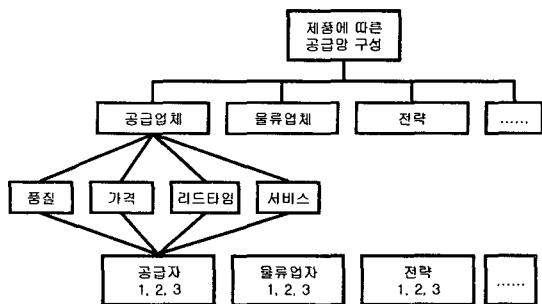 제품에 따른
공급망 구성
공급업체
물류업체
전략
......
품질
가격
리드타임
서비스
공급자
1, 2, 3
물류업자
1, 2, 3
전략
1, 2, 3
......